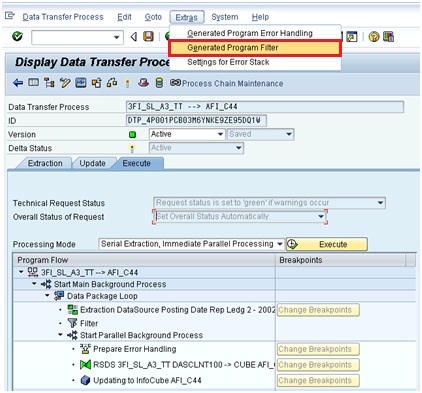 Data Transfer Process Edit Goto Extras System Help
Generated Program Error Handling
Generated Program Filter
Settings for Error Stack
Display Data Transfer Proce
Process Chain Maintenance
Data Transfer Process 3FI_SL_A3_TT --> AFI_C44
ID DTP_4P001PCB03M6YNKE9ZE95DQ1W
Version Active Saved
Delta Status Active
Extraction Update Execute
Technical Request Status Request status is set to 'green' if warnings occur
Overall Status of Request Set Overall Status Automatically
Processing Mode Serial Extraction, Immediate Parallel Processing Execute
Program Flow Breakpoints
3FI_SL_A3_TT --> AFI_C44
Start Main Background Process
Data Package Loop
Extraction DataSource Posting Date Rep Ledg 2 - 2002 Change Breakpoints
Filter
Start Parallel Background Process
Prepare Error Handling Change Breakpoints
RSDS 3FI_SL_A3_TT DASCLNT100 -> CUBE AFI_ Change Breakpoints
Updating to InfoCube AFI_C44 Change Breakpoints